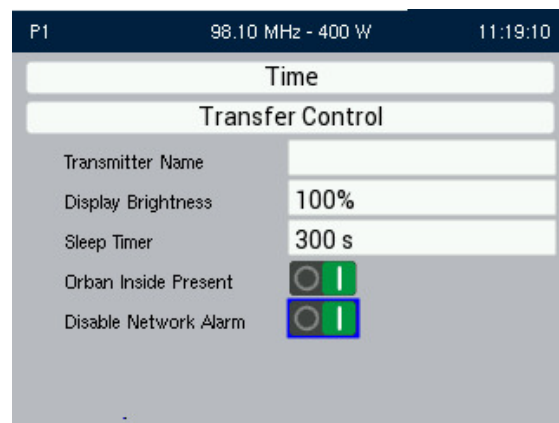 P1 98.10 MHz - 400 W 11:19:10
Time
Transfer Control
Transmitter Name
Display Brightness 100%
Sleep Timer 300 s
Orban Inside Present
Disable Network Alarm